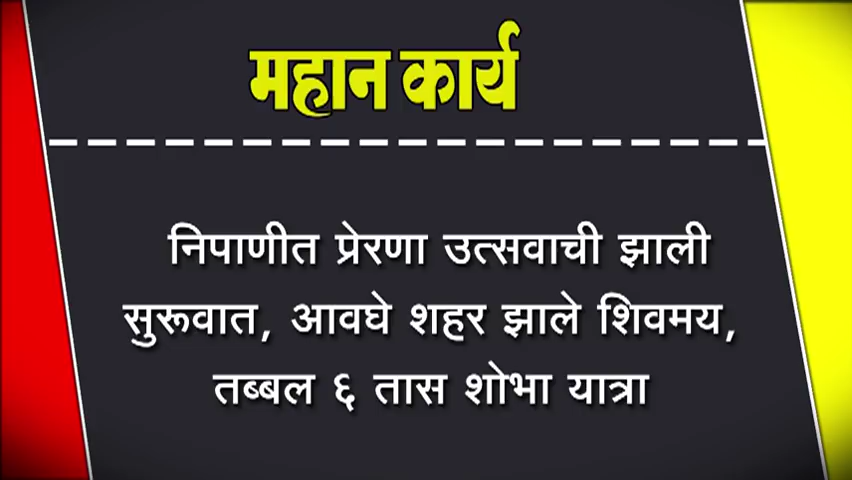 महान कार्य
निपाणीत प्रेरणा उत्सवाची झाली
सुरूवात, आवघे शहर झाले शिवमय,
तब्बल ६ तास शोभा यात्रा